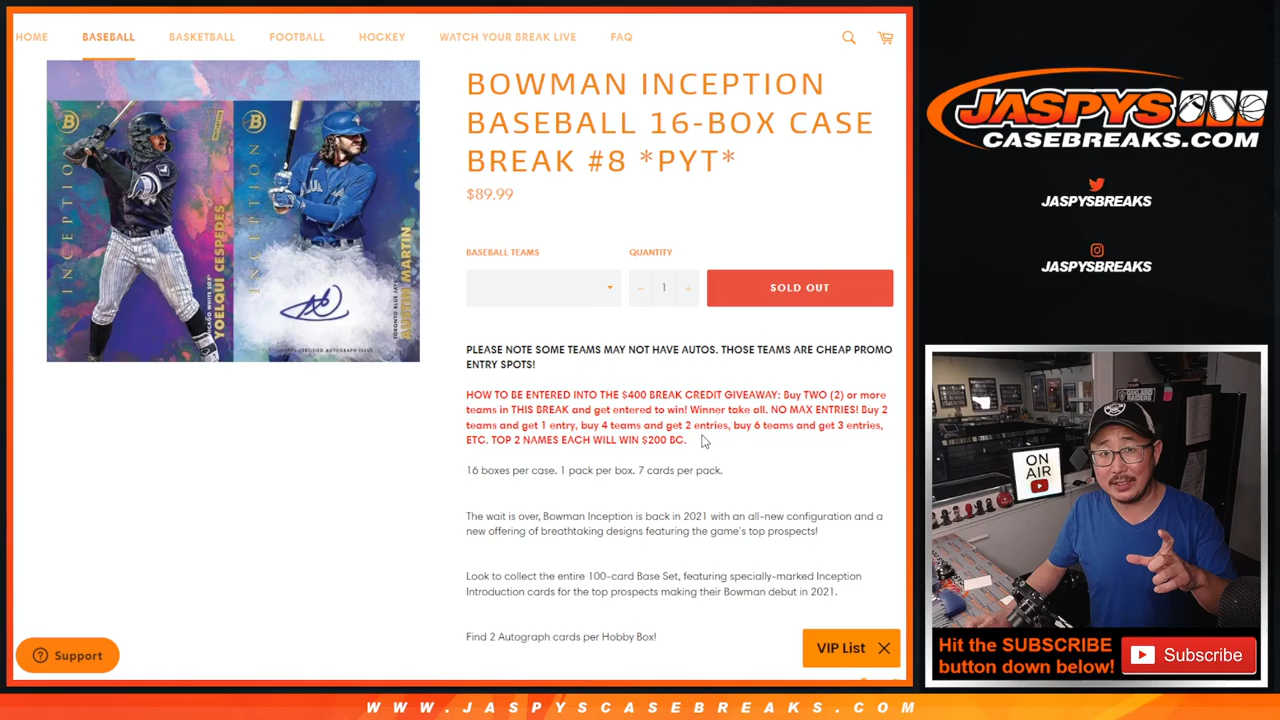 HOME
BASEBALL
BASKETBALL
FOOTBALL
HOCKEY
WATCH YOUR BREAK LIVE
FAQ
INCEPTION
CHICAGO WHITE SOX
YOELQUI CESPEDES
INCEPTION
TOPPS CERTIFIED AUTOGRAPH ISSUE
TORONTO BLUE JAYS
AUSTIN MARTIN
BOWMAN INCEPTION
BASEBALL 16-BOX CASE
BREAK #8 *PYT*
$89.99
BASEBALL TEAMS
QUANTITY
− 1 +
SOLD OUT
PLEASE NOTE SOME TEAMS MAY NOT HAVE AUTOS. THOSE TEAMS ARE CHEAP PROMO
ENTRY SPOTS!
HOW TO BE ENTERED INTO THE $400 BREAK CREDIT GIVEAWAY: Buy TWO (2) or more
teams in THIS BREAK and get entered to win! Winner take all. NO MAX ENTRIES! Buy 2
teams and get 1 entry, buy 4 teams and get 2 entries, buy 6 teams and get 3 entries,
ETC. TOP 2 NAMES EACH WILL WIN $200 BC.
16 boxes per case. 1 pack per box. 7 cards per pack.
The wait is over, Bowman Inception is back in 2021 with an all-new configuration and a
new offering of breathtaking designs featuring the game's top prospects!
Look to collect the entire 100-card Base Set, featuring specially-marked Inception
Introduction cards for the top prospects making their Bowman debut in 2021.
Find 2 Autograph cards per Hobby Box!
Support
VIP List
JASPYS
CASEBREAKS.COM
JASPYSBREAKS
JASPYSBREAKS
ON
AIR
Hit the SUBSCRIBE
button down below!
Subscribe
WWW.JASPYSCASEBREAKS.COM